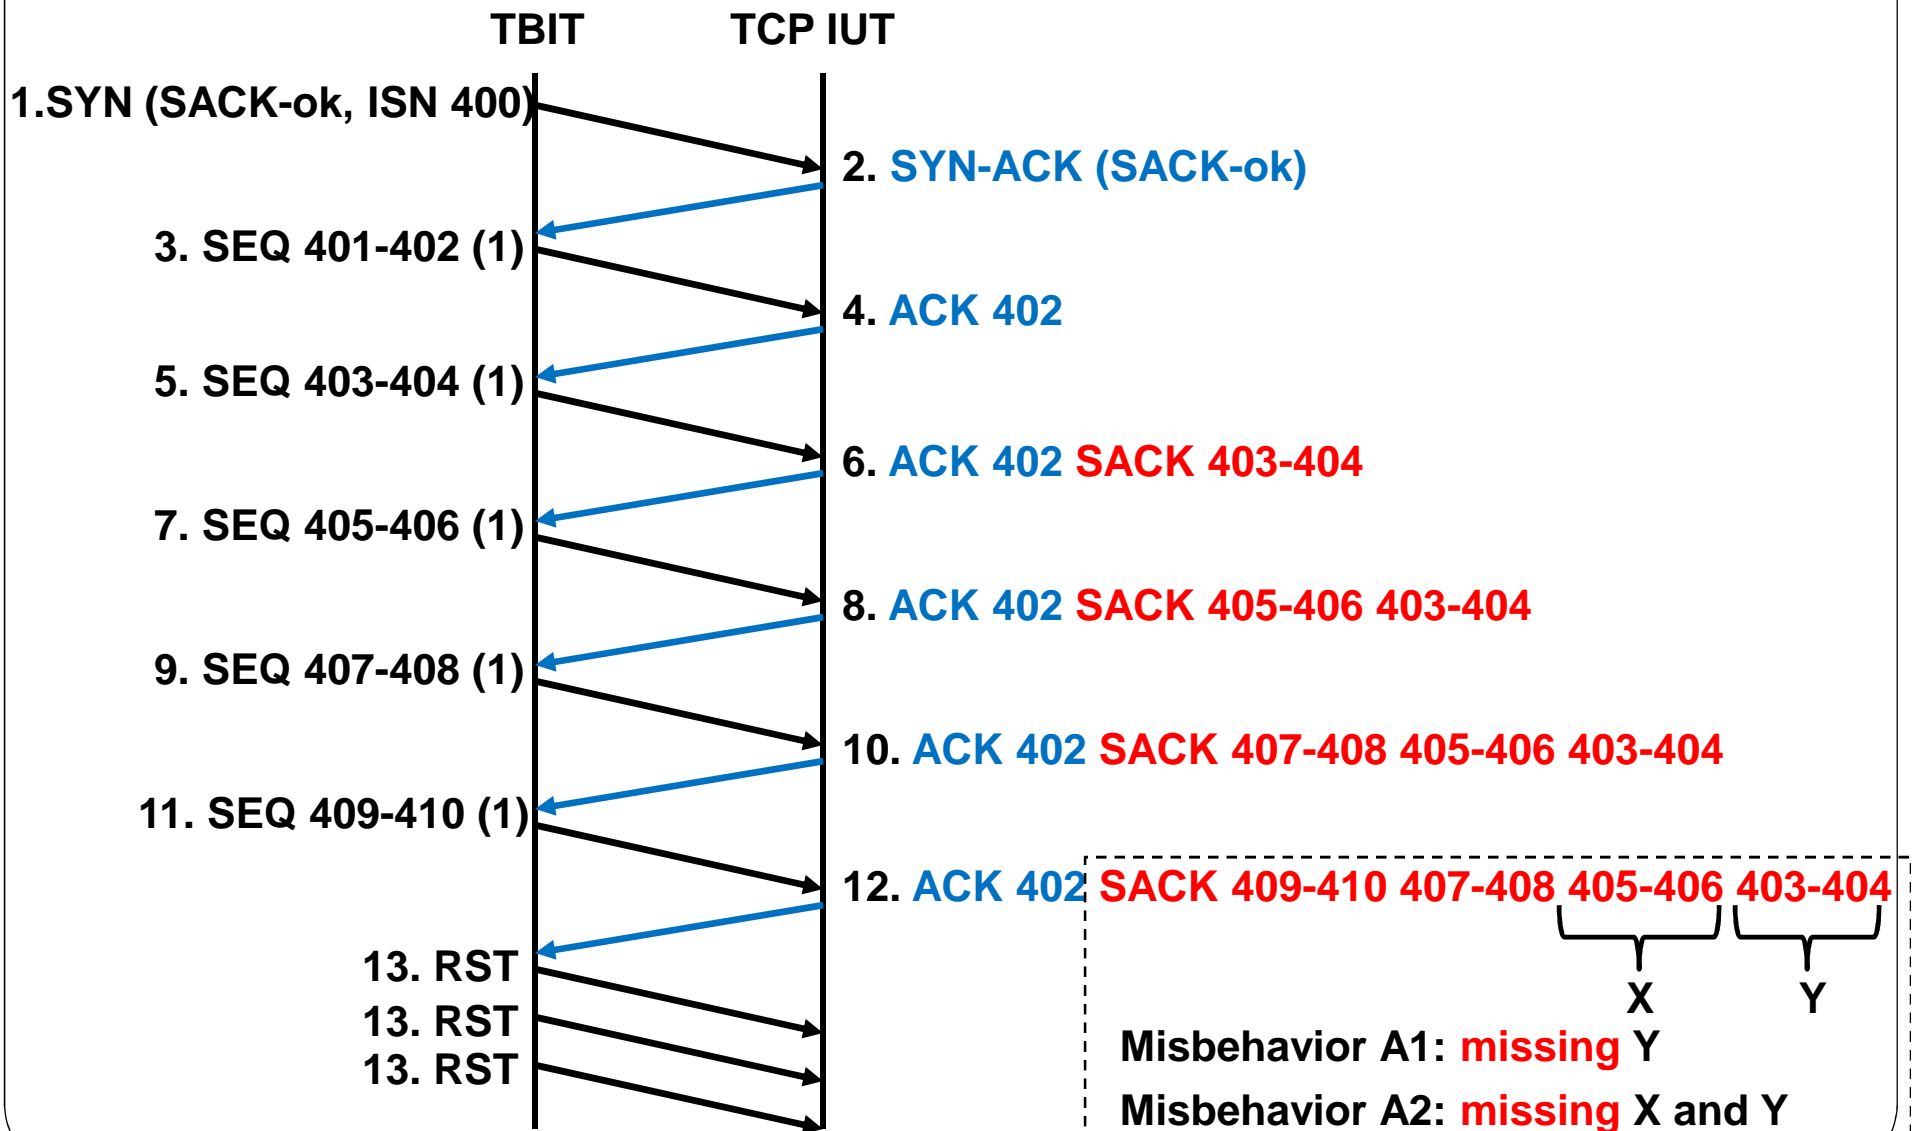 TBIT TCP IUT
1.SYN (SACK-ok, ISN 400)
2. SYN-ACK (SACK-ok)
3. SEQ 401-402 (1)
4. ACK 402
5. SEQ 403-404 (1)
6. ACK 402 SACK 403-404
7. SEQ 405-406 (1)
8. ACK 402 SACK 405-406 403-404
9. SEQ 407-408 (1)
10. ACK 402 SACK 407-408 405-406 403-404
11. SEQ 409-410 (1)
12. ACK 402 SACK 409-410 407-408 405-406 403-404
13. RST
X Y
13. RST
Misbehavior A1: missing Y
13. RST
Misbehavior A2: missing X and Y